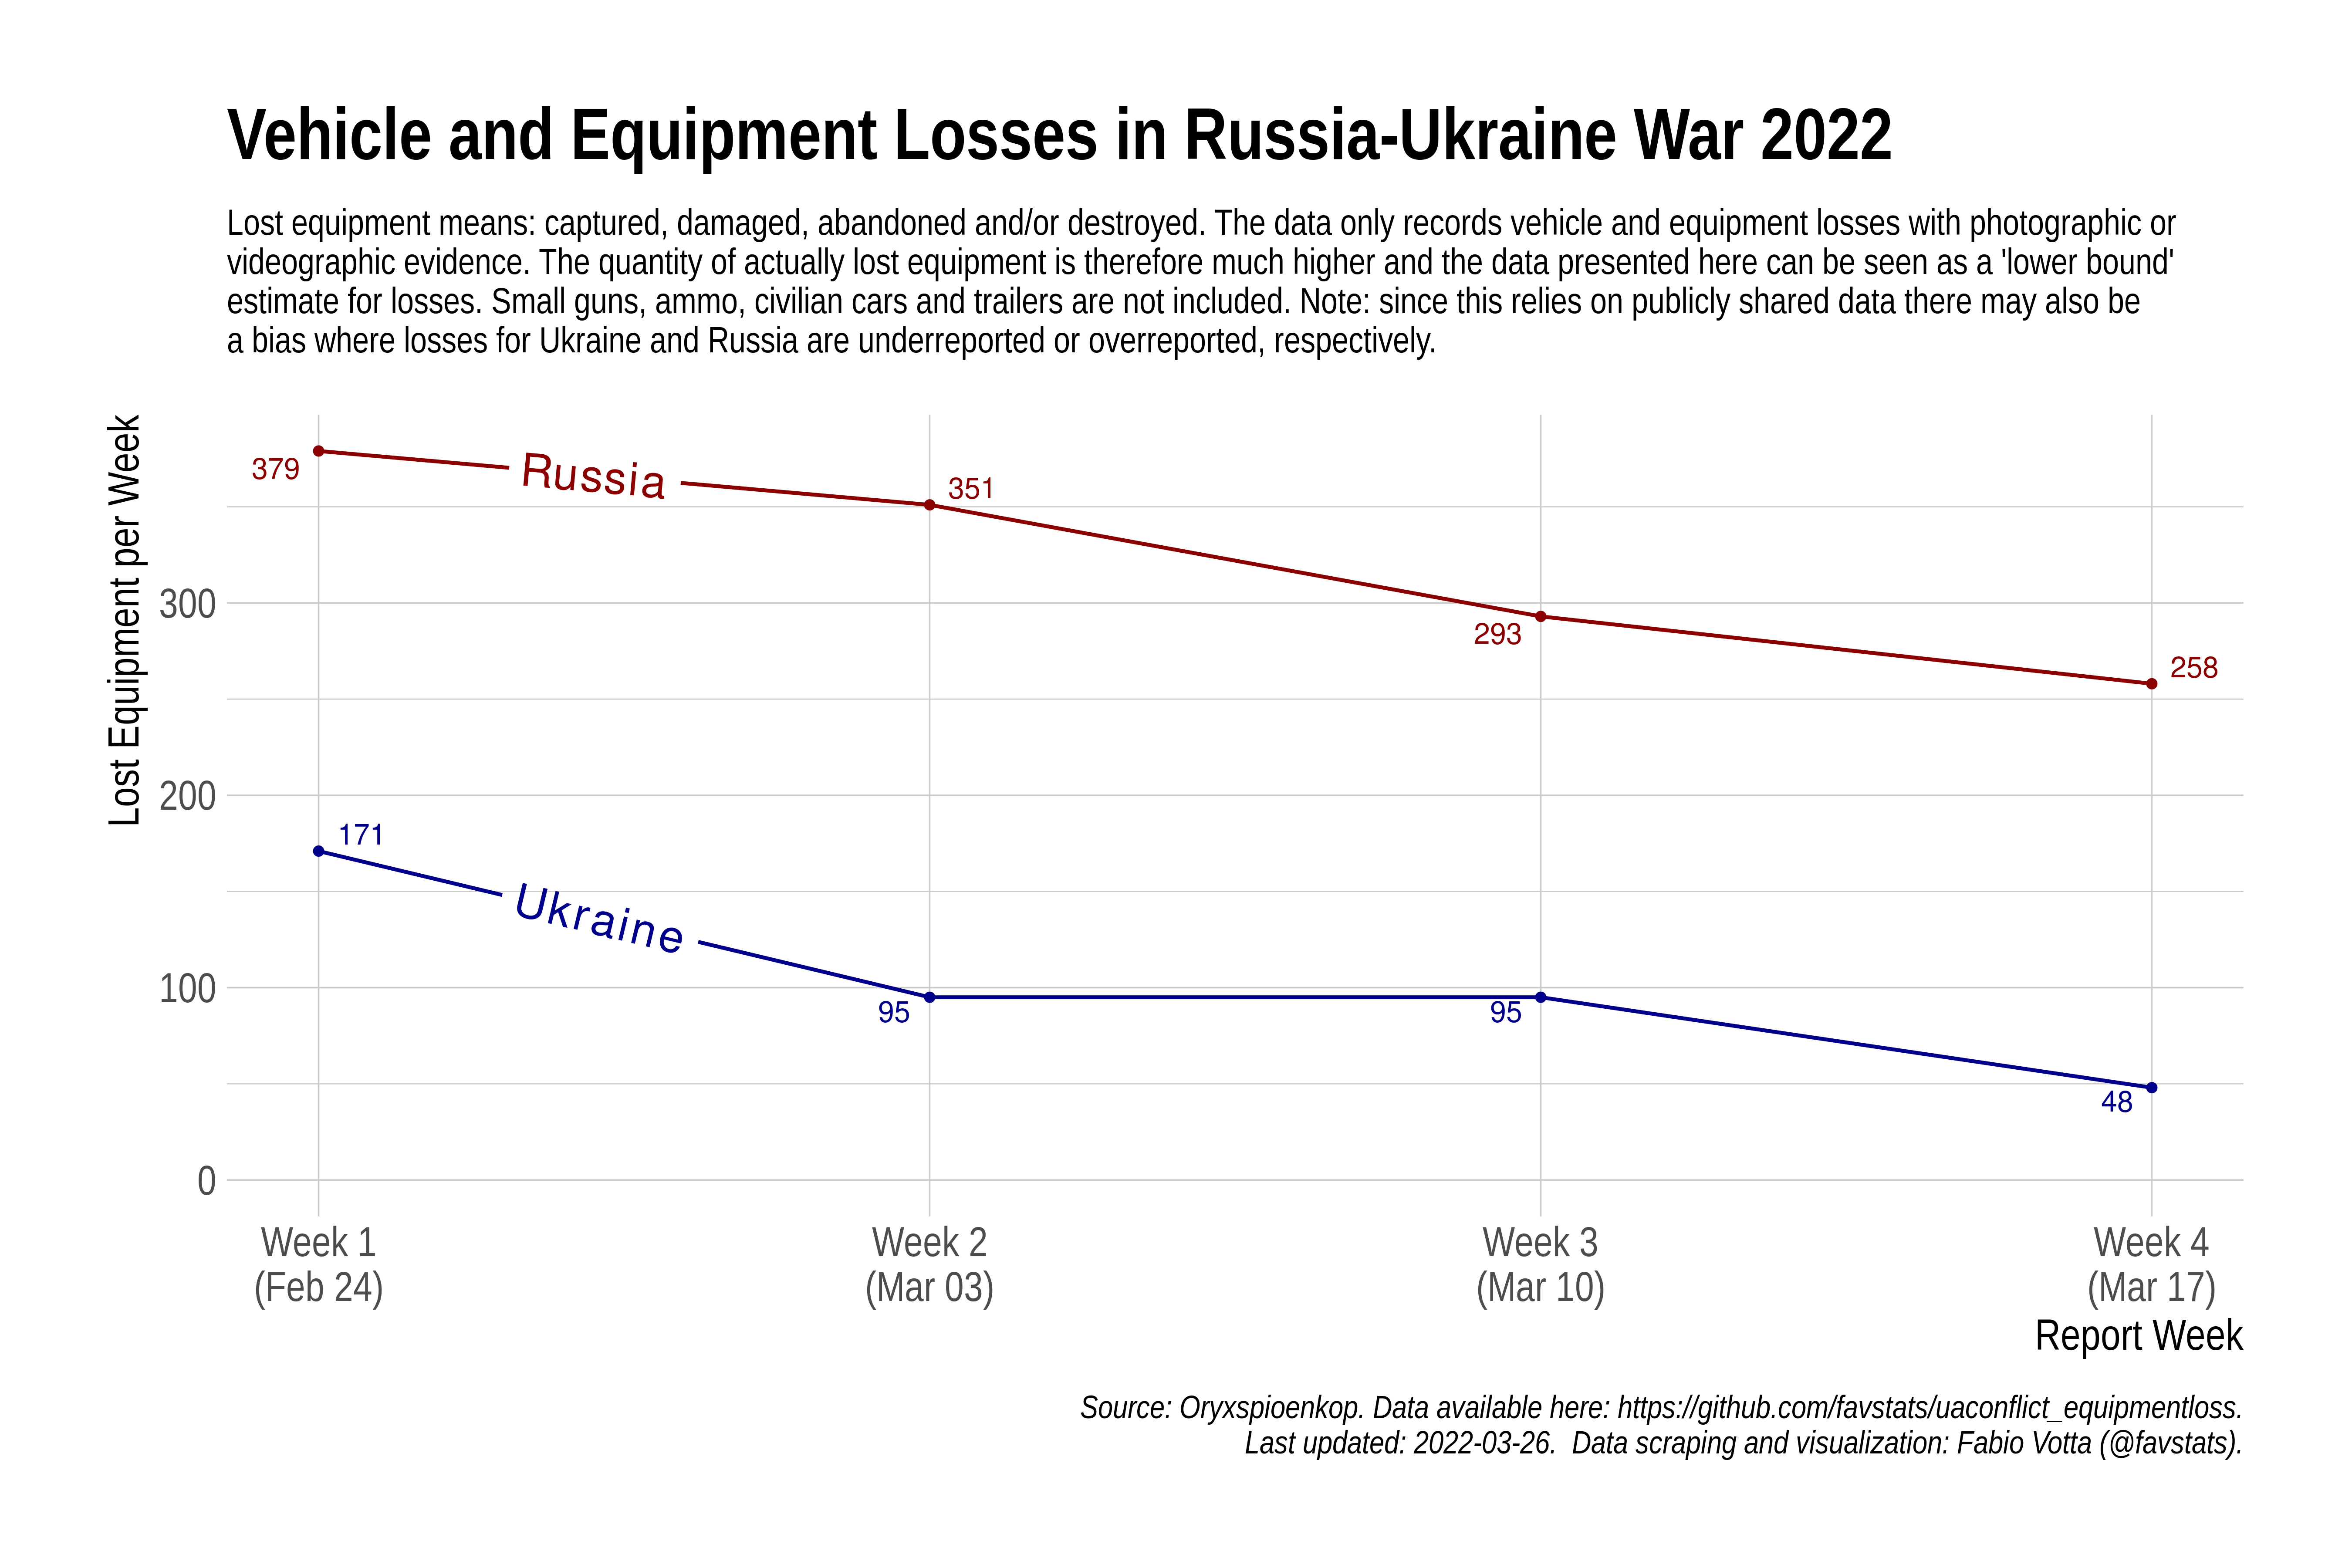 Vehicle and Equipment Losses in Russia-Ukraine War 2022
Lost equipment means: captured, damaged, abandoned and/or destroyed. The data only records vehicle and equipment losses with photographic or
videographic evidence. The quantity of actually lost equipment is therefore much higher and the data presented here can be seen as a 'lower bound'
estimate for losses. Small guns, ammo, civilian cars and trailers are not included. Note: since this relies on publicly shared data there may also be
a bias where losses for Ukraine and Russia are underreported or overreported, respectively.
Lost Equipment per Week
300
200
100
0
379
Russia
351
293
258
171
Ukraine
95
95
48
Week 1
(Feb 24)
Week 2
(Mar 03)
Week 3
(Mar 10)
Week 4
(Mar 17)
Report Week
Source: Oryxspioenkop. Data available here: https://github.com/favstats/uaconflict_equipmentloss.
Last updated: 2022-03-26.  Data scraping and visualization: Fabio Votta (@favstats).